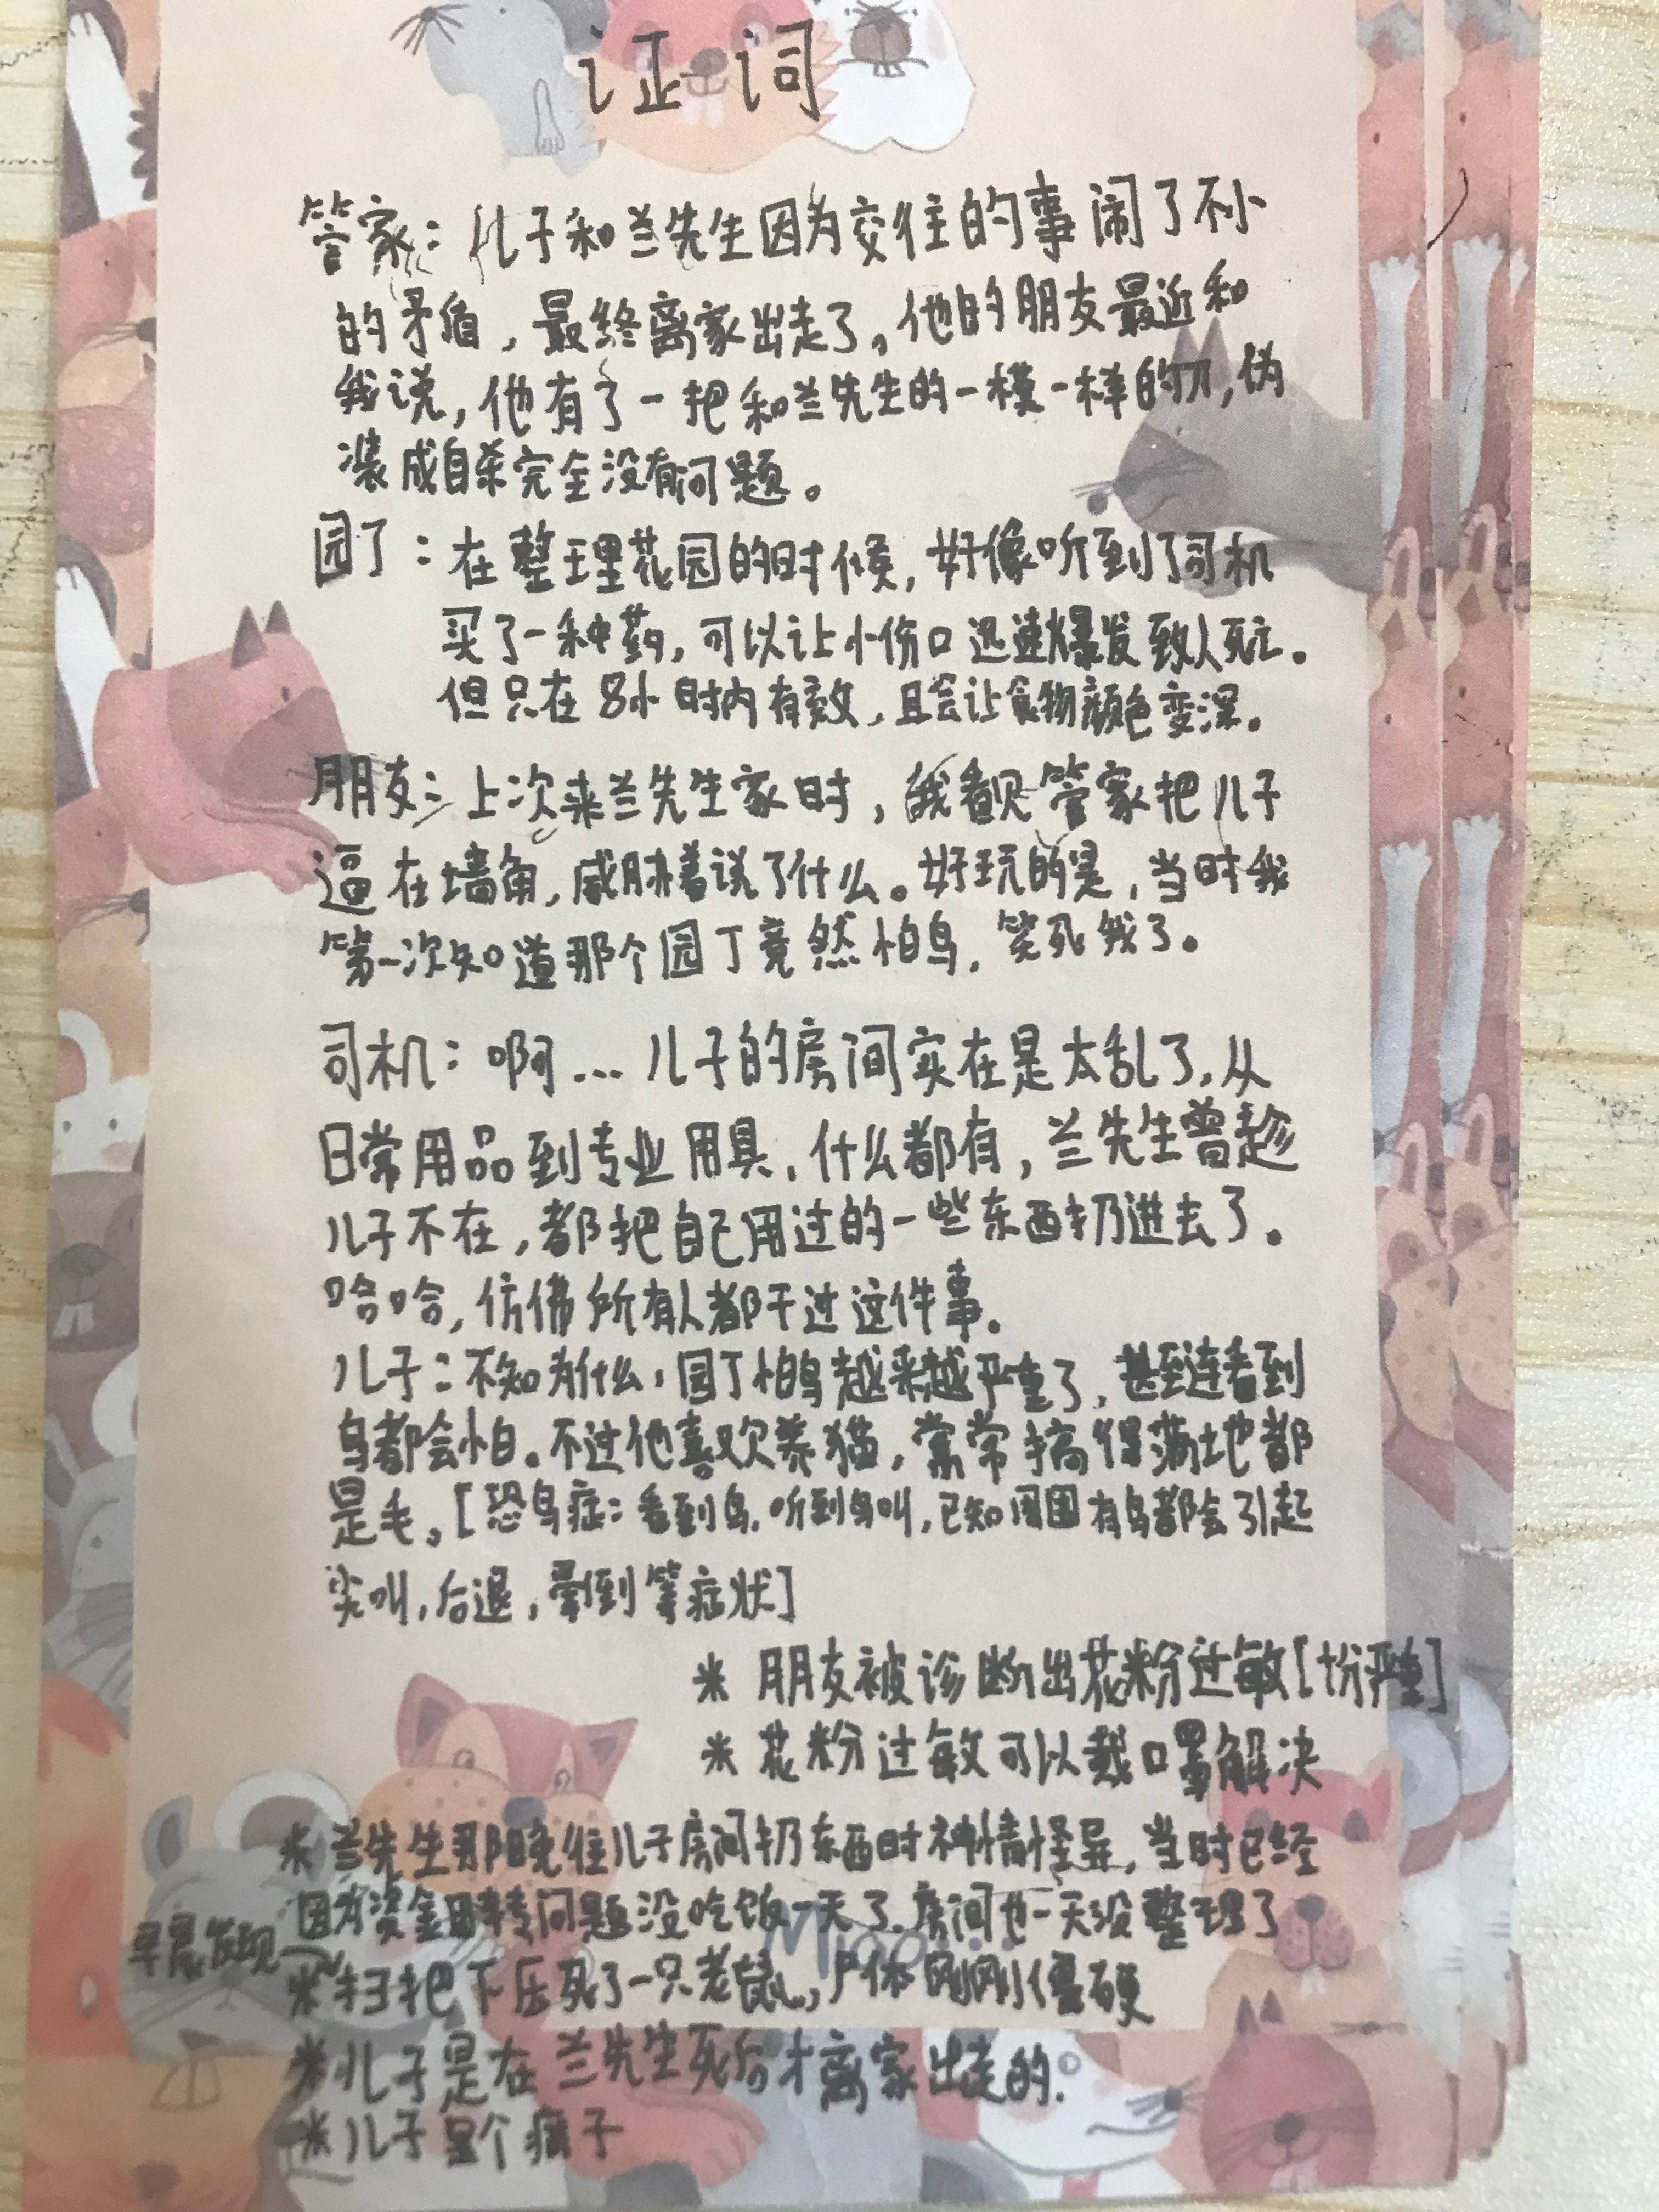 证词
管家：儿子和兰先生因为交往的事闹了不小
的矛盾，最终离家出走了。他的朋友最近和
我说，他有了一把和兰先生的一模一样的刀，伪
装成自杀完全没有问题。
园丁：在整理花园的时候，好像听到了司机
买了一种药，可以让小伤口迅速爆发致人死亡。
但只在8小时内有效，且会让食物颜色变深。
朋友：上次来兰先生家时，我看见管家把儿子
逼在墙角，威胁着说了什么。好玩的是，当时我
第一次知道那个园丁竟然怕鸟，笑死我了。
司机：啊...儿子的房间实在是太乱了，从
日常用品到专业用具，什么都有，兰先生曾趁
儿子不在，都把自己用过的一些东西扔进去了。
哈哈，仿佛所有人都干过这件事。
儿子：不知为什么，园丁怕鸟越来越严重了，甚至连看到
鸟都会怕。不过他喜欢养猫，常常搞得满地都
是毛。[恐鸟症：看到鸟，听到鸟叫，已知周围有鸟都会引起
尖叫，后退，晕倒等症状]
*朋友被诊断出花粉过敏[十分严重]
*花粉过敏可以戴口罩解决
*兰先生那晚往儿子房间扔东西时神情怪异，当时已经
因为资金周转问题没吃饭一天了.房间也一天没整理了
早晨发现
*扫把下压死了一只老鼠，尸体刚刚僵硬
*儿子是在兰先生死后才离家出走的.
*儿子是个疯子
Mi